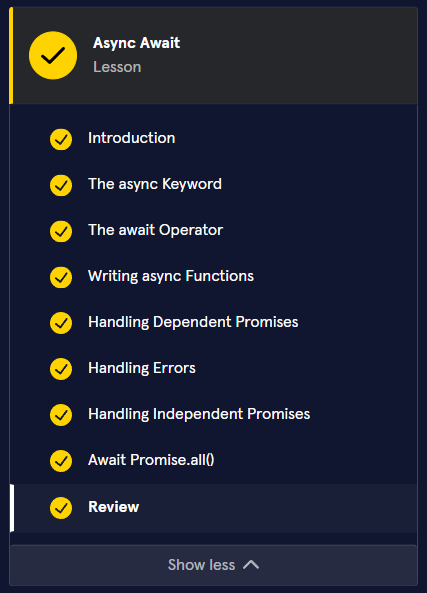 Async Await
Lesson
Introduction
The async Keyword
The await Operator
Writing async Functions
Handling Dependent Promises
Handling Errors
Handling Independent Promises
Await Promise.all()
Review
Show less